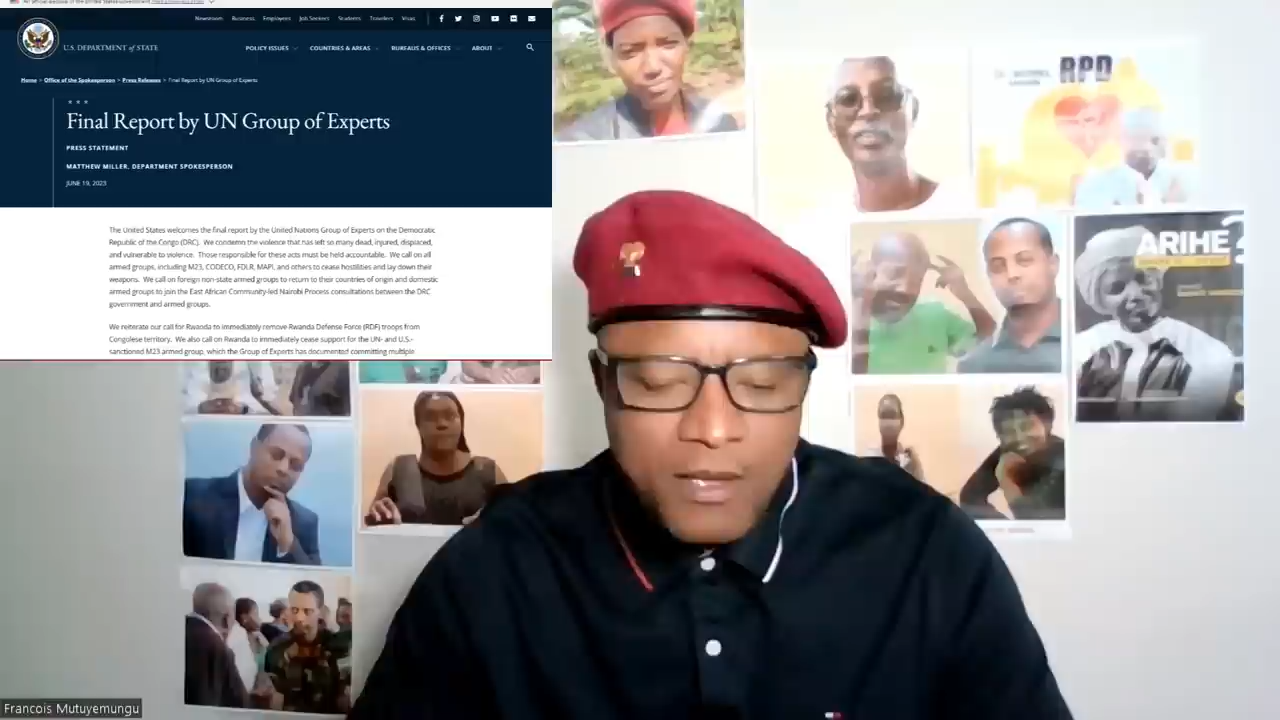 An official website of the United States Government
Newsroom Business Employees Job Seekers Students Travelers Visas
U.S. DEPARTMENT of STATE
POLICY ISSUES COUNTRIES & AREAS BUREAUS & OFFICES ABOUT
Home > Office of the Spokesperson > Press Releases > Final Report by UN Group of Experts
Final Report by UN Group of Experts
PRESS STATEMENT
MATTHEW MILLER, DEPARTMENT SPOKESPERSON
JUNE 19, 2023
The United States welcomes the final report by the United Nations Group of Experts on the Democratic
Republic of the Congo (DRC). We condemn the violence that has left so many dead, injured, displaced,
and vulnerable to violence. Those responsible for these acts must be held accountable. We call on all
armed groups, including M23, CODECO, FDLR, MAPI, and others to cease hostilities and lay down their
weapons. We call on foreign non-state armed groups to return to their countries of origin and domestic
armed groups to join the East African Community-led Nairobi Process consultations between the DRC
government and armed groups.
We reiterate our call for Rwanda to immediately remove Rwanda Defense Force (RDF) troops from
Congolese territory. We also call on Rwanda to immediately cease support for the UN- and U.S.-
sanctioned M23 armed group, which the Group of Experts has documented committing multiple
RPD
ARIHE
Francois Mutuyemungu